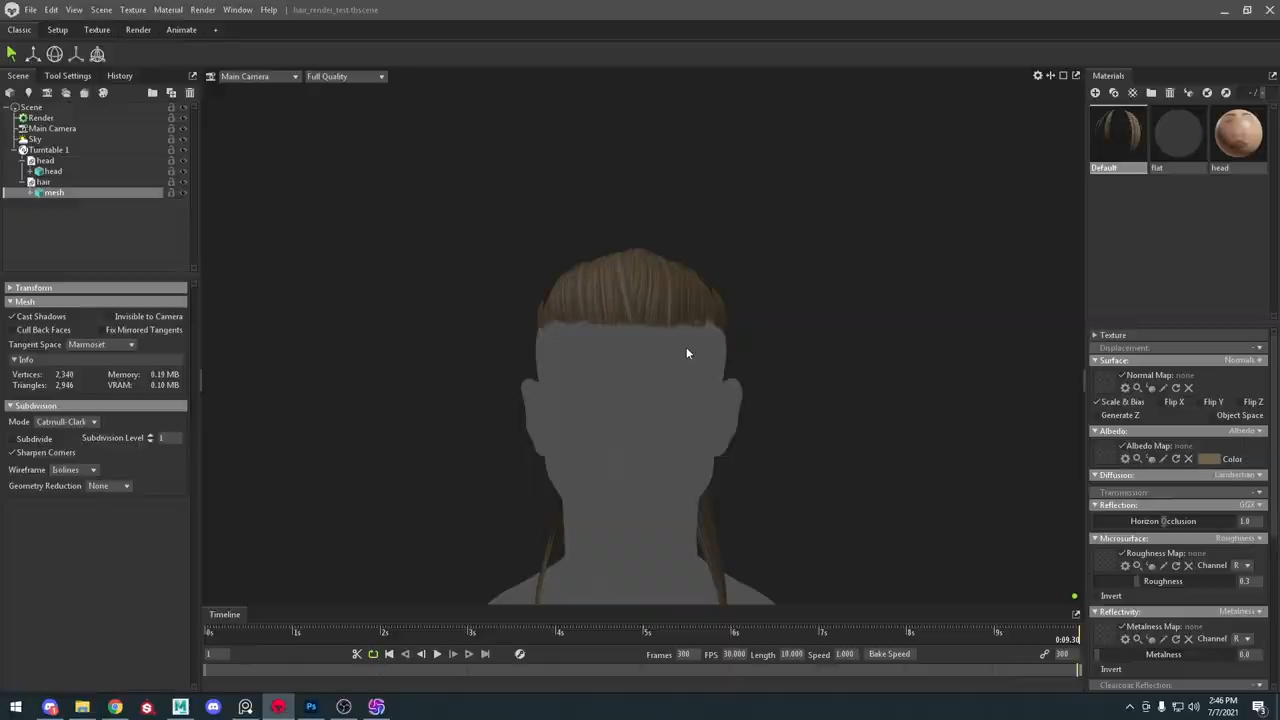 File Edit View Scene Texture Material Render Window Help hair_render_test.tbscene
Classic Setup Texture Render Animate +
Scene Tool Settings History
Main Camera Full Quality
Materials
Scene
Render
Main Camera
Sky
Turntable 1
head
head
hair
mesh
Default flat head
Transform
Mesh
Cast Shadows Invisible to Camera
Cull Back Faces Fix Mirrored Tangents
Tangent Space Marmoset
Info
Vertices: 2,340 Memory: 0.19 MB
Triangles: 2,946 VRAM: 0.10 MB
Subdivision
Mode Catmull-Clark
Subdivide Subdivision Level 1
Sharpen Corners
Wireframe Isolines
Geometry Reduction None
Texture
Displacement:
Surface: Normals
Normal Map: none
Scale & Bias Flip X Flip Y Flip Z
Generate Z Object Space
Albedo: Albedo
Albedo Map: none
Color
Diffusion: Lambertian
Transmission:
Reflection: GGX
Horizon Occlusion 1.0
Microsurface: Roughness
Roughness Map: none
Channel R
Roughness 0.3
Invert
Reflectivity: Metalness
Metalness Map: none
Channel R
Metalness 0.0
Invert
Clearcoat Reflection:
Timeline
0s 1s 2s 3s 4s 5s 6s 7s 8s 9s
0:09.30
1 Frames 300 FPS 30.000 Length 10.000 Speed 1.000 Bake Speed 300
2:46 PM
7/7/2021